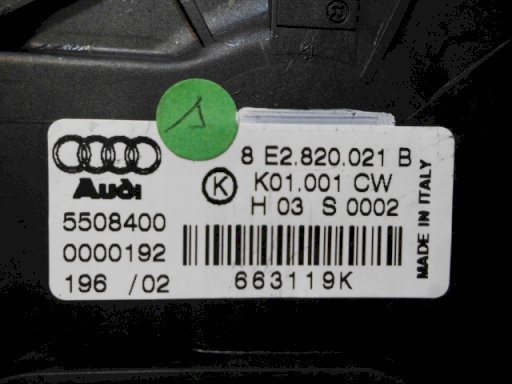 8 E2.820.021 B
Audi
K
K01.001 CW
H 03 S 0002
5508400
0000192
196 / 02
663119K
MADE IN ITALY